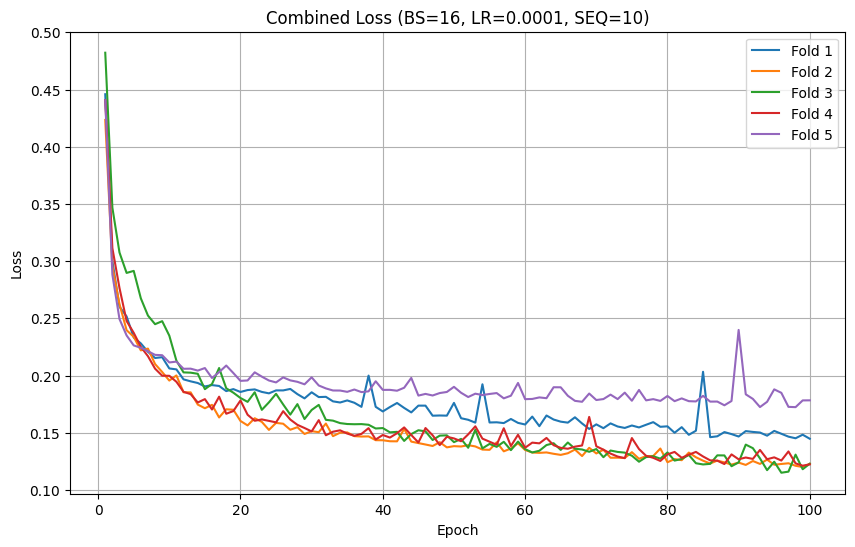 Combined Loss (BS=16, LR=0.0001, SEQ=10)
Fold 1
Fold 2
Fold 3
Fold 4
Fold 5
Loss
0.50
0.45
0.40
0.35
0.30
0.25
0.20
0.15
0.10
0
20
40
60
80
100
Epoch